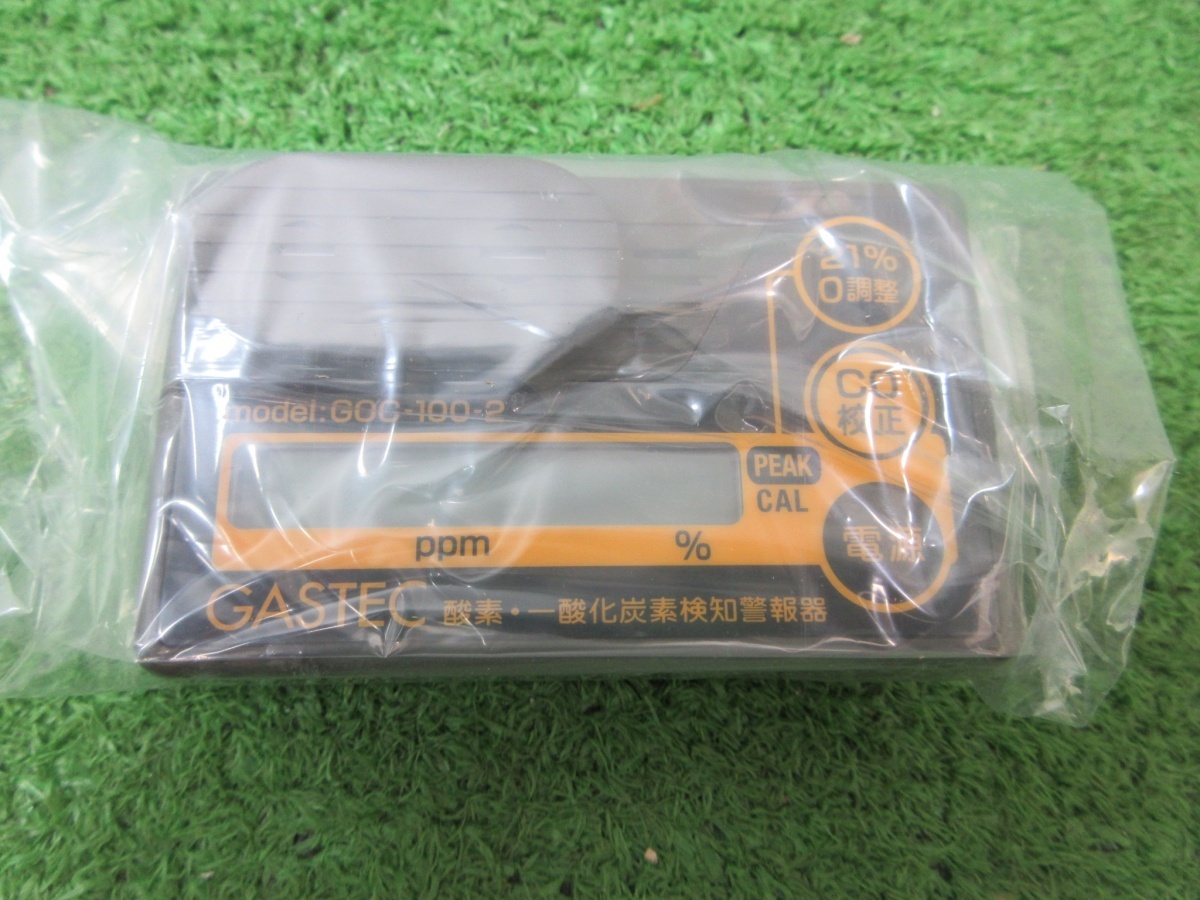 21%
0調整
CO
校正
model:GOC-100-2
PEAK
CAL
ppm %
電源
GASTEC 酸素・一酸化炭素検知警報器